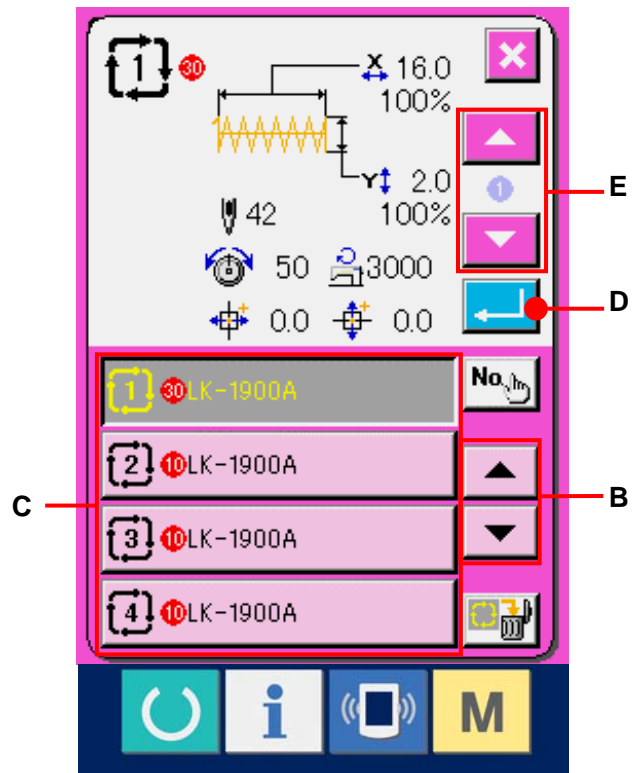 1 30 X 16.0
100%
1
Y 2.0
100%
1
E
42
50 3000
D
0.0 0.0
1 30 LK-1900A
No.
2 10 LK-1900A
C
B
3 10 LK-1900A
4 10 LK-1900A
i M